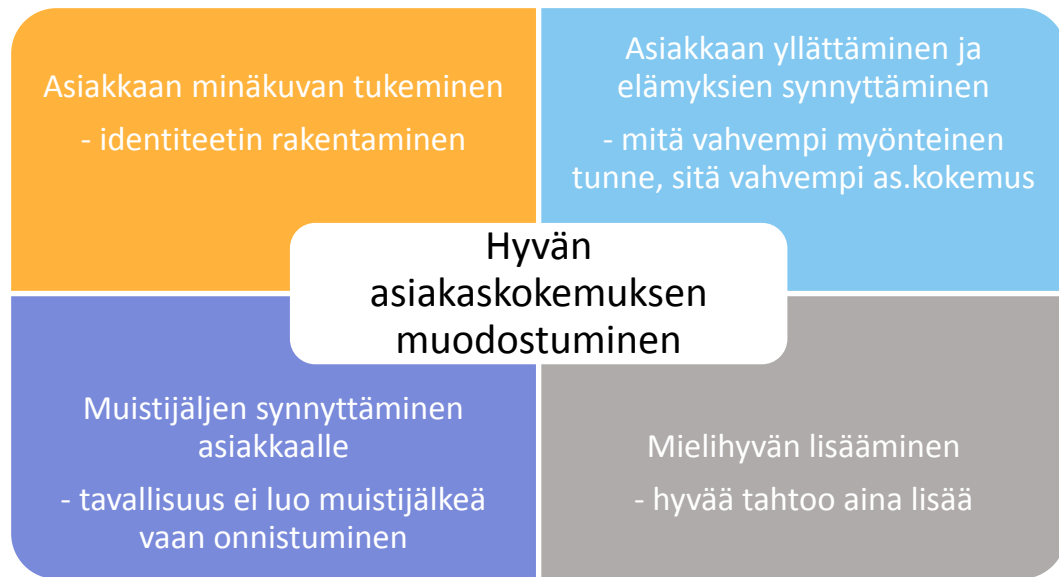 Asiakkaan minäkuvan tukeminen
- identiteetin rakentaminen
Asiakkaan yllättäminen ja
elämyksien synnyttäminen
- mitä vahvempi myönteinen
tunne, sitä vahvempi as.kokemus
Hyvän
asiakaskokemuksen
muodostuminen
Muistijäljen synnyttäminen
asiakkaalle
- tavallisuus ei luo muistijälkeä
vaan onnistuminen
Mielihyvän lisääminen
- hyvää tahtoo aina lisää